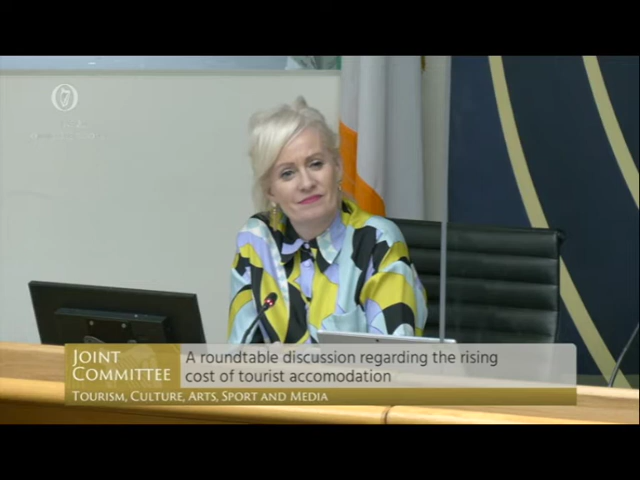 JOINT
COMMITTEE
A roundtable discussion regarding the rising
cost of tourist accomodation
TOURISM, CULTURE, ARTS, SPORT AND MEDIA